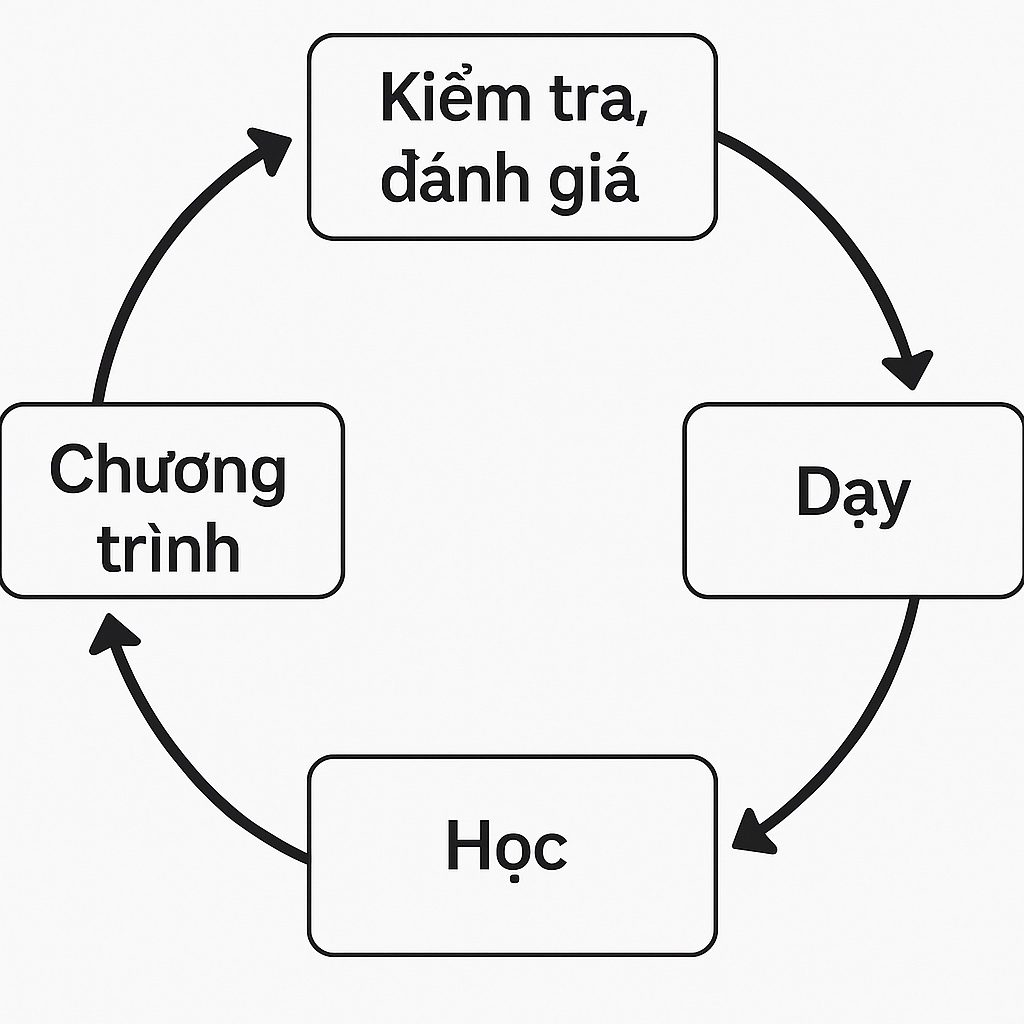 Kiểm tra,
đánh giá
Chương
trình
Dạy
Học